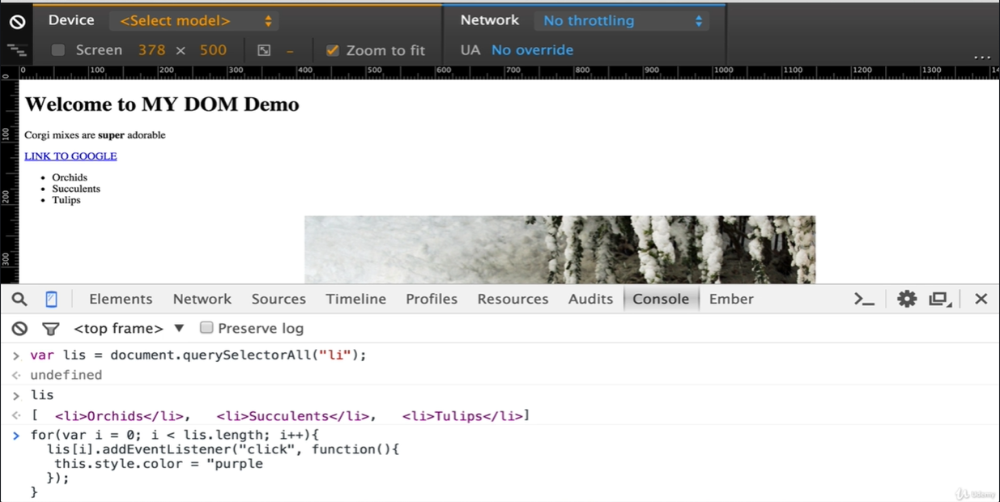 Device <Select model> Network No throttling
Screen 378 × 500 – Zoom to fit UA No override
...
0 100 200 300 400 500 600 700 800 900 1000 1100 1200 1300 14
0
100
200
300
Welcome to MY DOM Demo
Corgi mixes are super adorable
LINK TO GOOGLE
• Orchids
• Succulents
• Tulips
Elements Network Sources Timeline Profiles Resources Audits Console Ember
<top frame> ▼ Preserve log
> var lis = document.querySelectorAll("li");
<· undefined
> lis
<· [ <li>Orchids</li>, <li>Succulents</li>, <li>Tulips</li>]
> for(var i = 0; i < lis.length; i++){
lis[i].addEventListener("click", function(){
this.style.color = "purple
});
}
Udemy